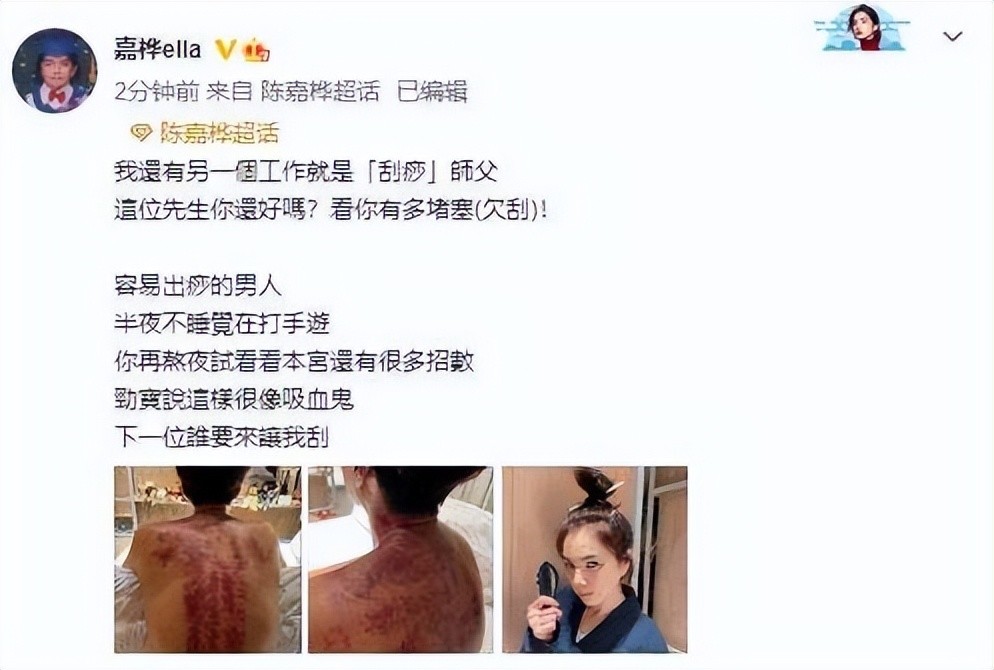 嘉桦ella
2分钟前 来自 陈嘉桦超话 已编辑
陈嘉桦超话
我還有另一個工作就是「刮痧」師父
這位先生你還好嗎？看你有多堵塞(欠刮)！
容易出痧的男人
半夜不睡覺在打手遊
你再熬夜試看看本宮還有很多招數
勁寶說這樣很像吸血鬼
下一位誰要來讓我刮